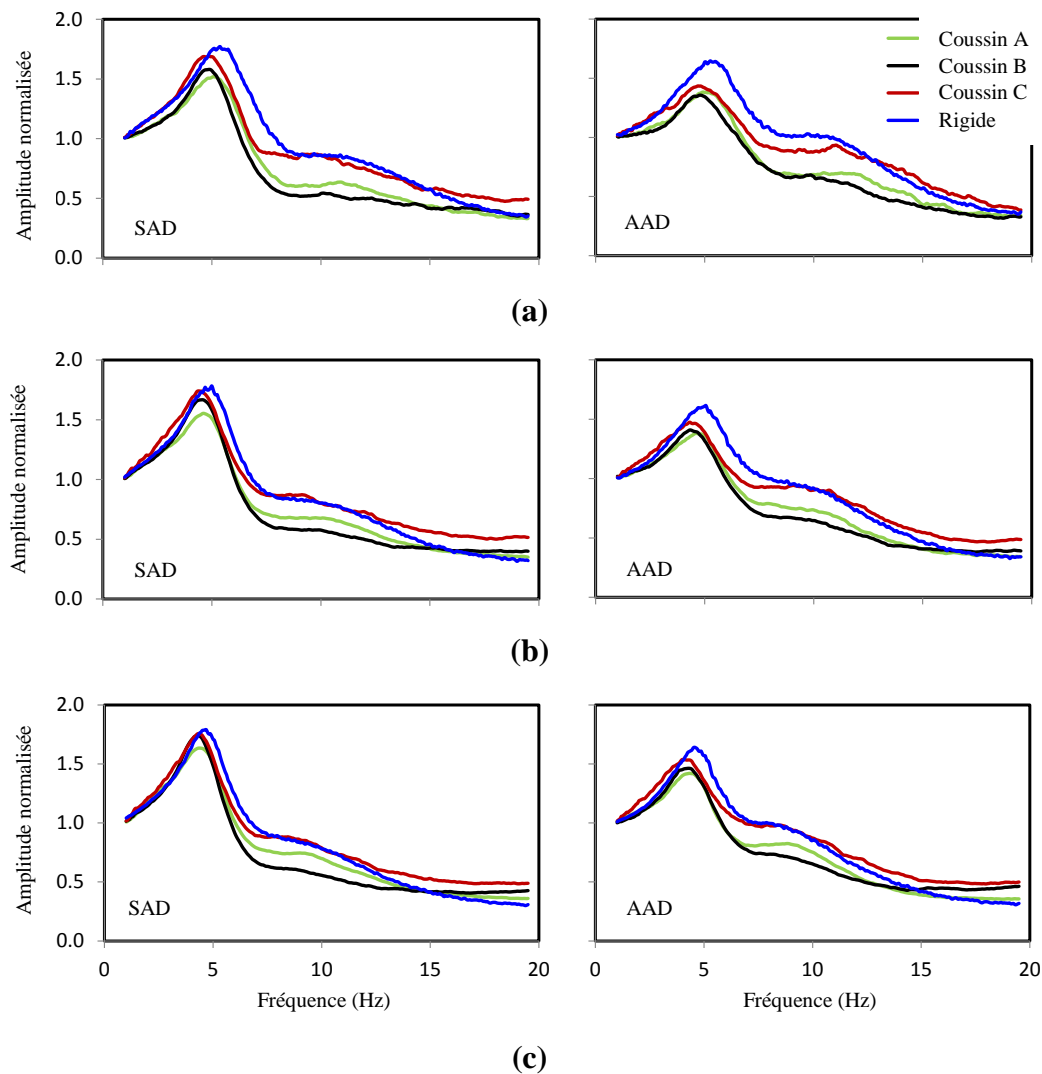 2.0
1.5
1.0
0.5
0.0
Amplitude normalisée
SAD
AAD
Coussin A
Coussin B
Coussin C
Rigide
(a)
2.0
1.5
1.0
0.5
0.0
Amplitude normalisée
SAD
AAD
(b)
2.0
1.5
1.0
0.5
0.0
Amplitude normalisée
SAD
AAD
0 5 10 15 20
0 5 10 15 20
Fréquence (Hz)
Fréquence (Hz)
(c)